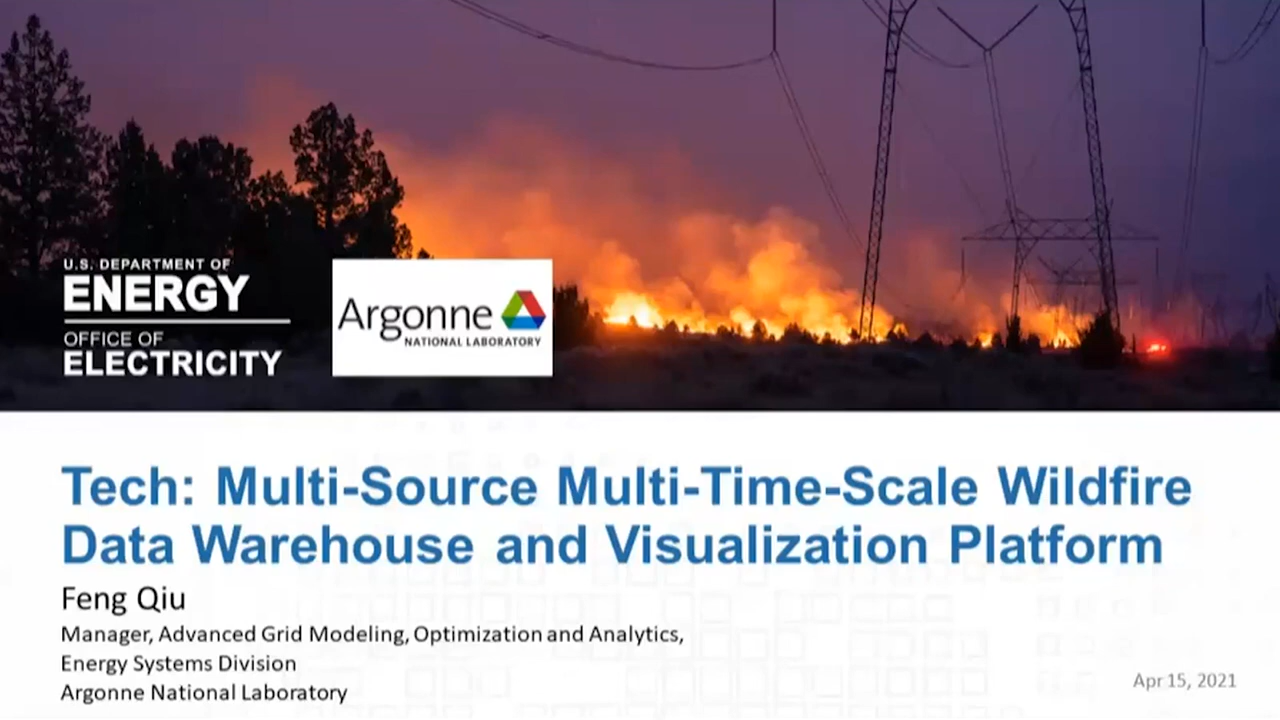 U.S. DEPARTMENT OF
ENERGY
OFFICE OF
ELECTRICITY
Argonne
NATIONAL LABORATORY
Tech: Multi-Source Multi-Time-Scale Wildfire
Data Warehouse and Visualization Platform
Feng Qiu
Manager, Advanced Grid Modeling, Optimization and Analytics,
Energy Systems Division
Argonne National Laboratory
Apr 15, 2021